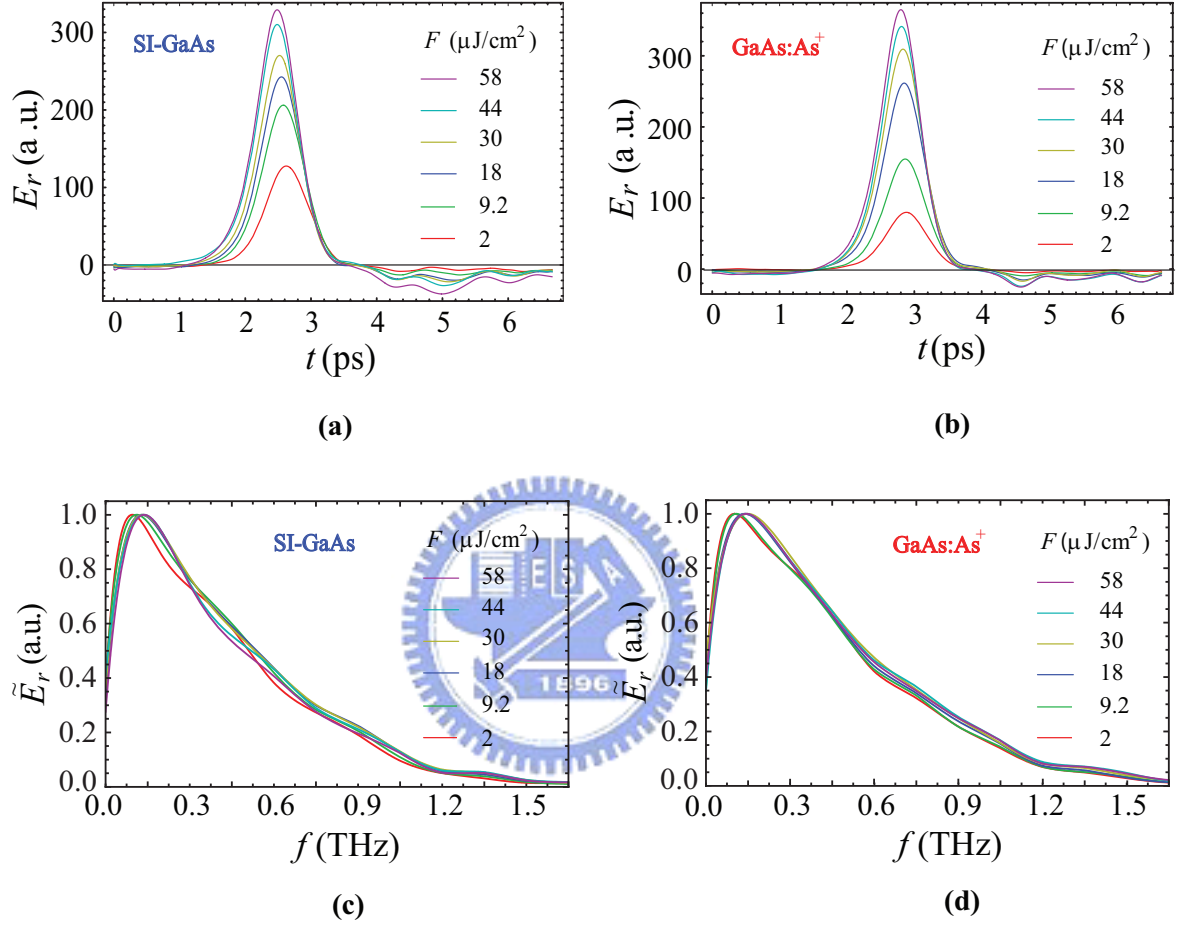 SI-GaAs
F (μJ/cm²)
58
44
30
18
9.2
2
300
200
100
0
E_r (a .u.)
0 1 2 3 4 5 6
t (ps)
(a)
GaAs:As⁺
F (μJ/cm²)
58
44
30
18
9.2
2
300
300
200
100
0
E_r (a .u.)
0 1 2 3 4 5 6
t (ps)
(b)
SI-GaAs
F (μJ/cm²)
58
44
30
18
9.2
2
1.0
0.8
0.6
0.4
0.2
0.0
Ẽ_r (a.u.)
0.0 0.3 0.6 0.9 1.2 1.5
f (THz)
(c)
E S A
1896
GaAs:As⁺
F (μJ/cm²)
58
44
30
18
9.2
2
1.0
0.8
0.6
0.4
0.2
0.0
Ẽ_r (a.u.)
0.0 0.3 0.6 0.9 1.2 1.5
f (THz)
(d)